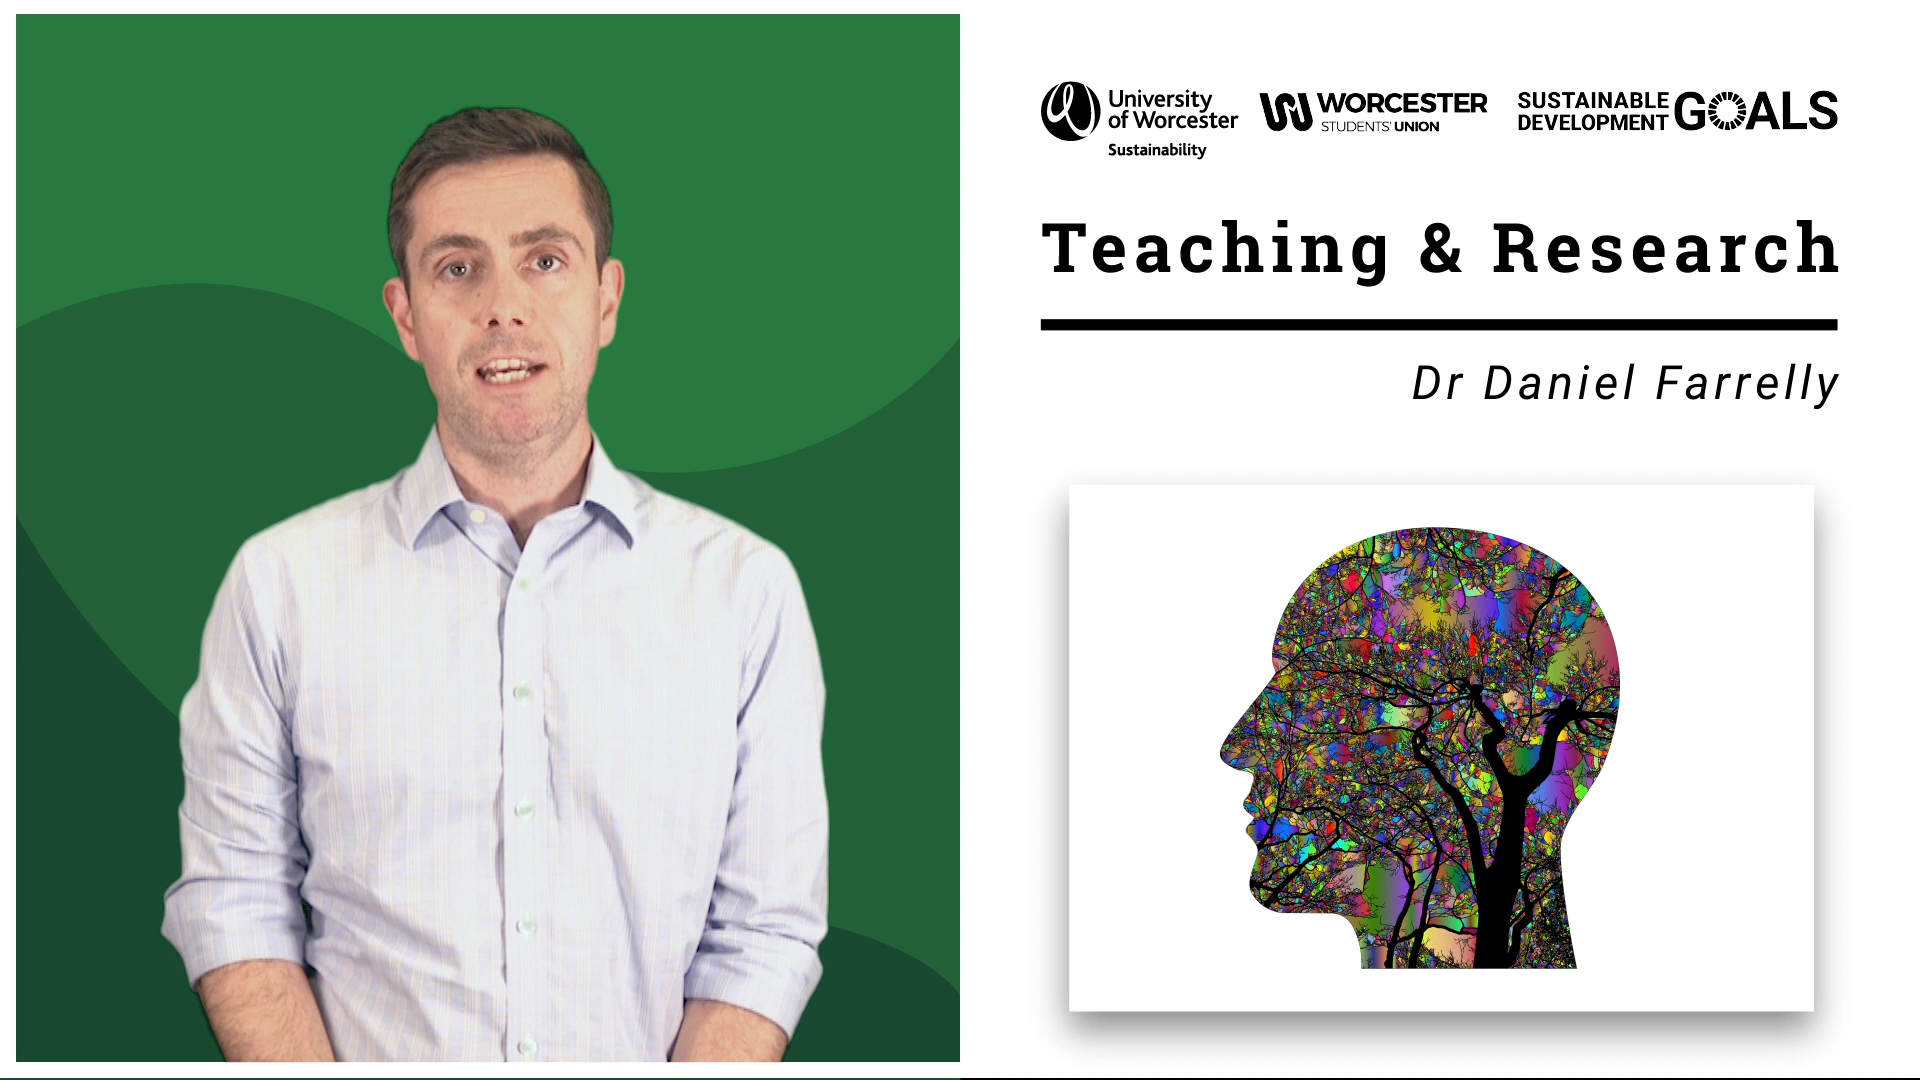 University
of Worcester
Sustainability
WORCESTER
STUDENTS' UNION
SUSTAINABLE
DEVELOPMENT
GOALS
Teaching & Research
Dr Daniel Farrelly